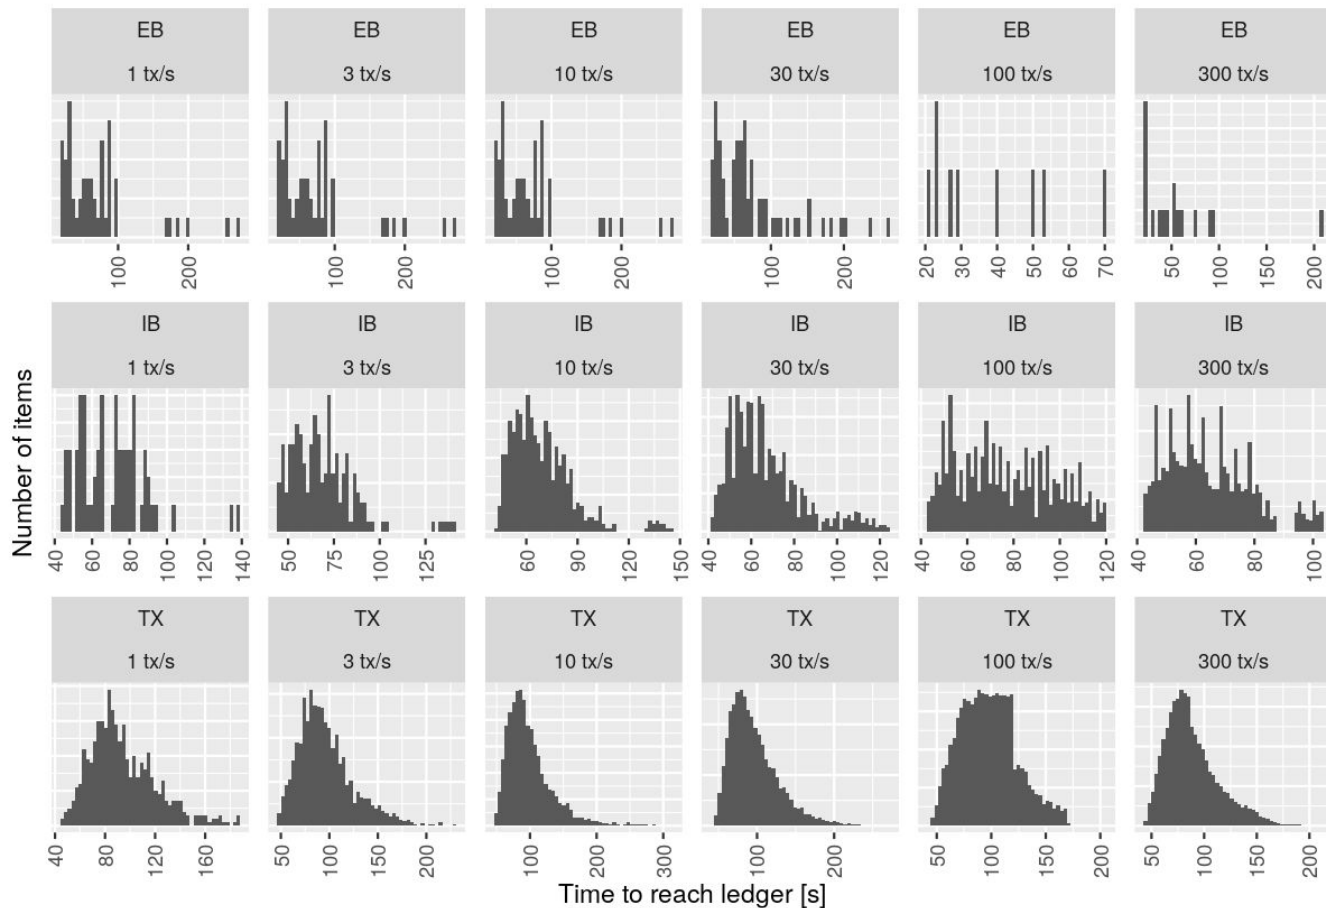 EB EB EB EB EB EB
1 tx/s 3 tx/s 10 tx/s 30 tx/s 100 tx/s 300 tx/s
100 200 100 200 100 200 100 200 20 30 40 50 60 70 50 100 150 200
IB IB IB IB IB IB
1 tx/s 3 tx/s 10 tx/s 30 tx/s 100 tx/s 300 tx/s
40 60 80 100 120 140 50 75 100 125 60 90 120 150 40 60 80 100 120 40 60 80 100 120 40 60 80 100
Number of items
TX TX TX TX TX TX
1 tx/s 3 tx/s 10 tx/s 30 tx/s 100 tx/s 300 tx/s
40 80 120 160 50 100 150 200 100 200 300 100 200 50 100 150 200 50 100 150 200
Time to reach ledger [s]